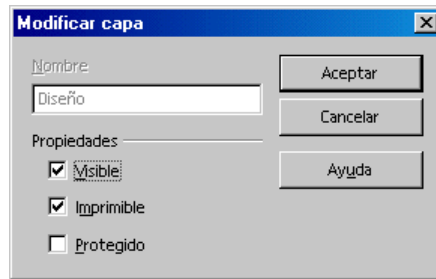 Modificar capa
Nombre
Diseño
Propiedades
Visible
Imprimible
Protegido
Aceptar
Cancelar
Ayuda